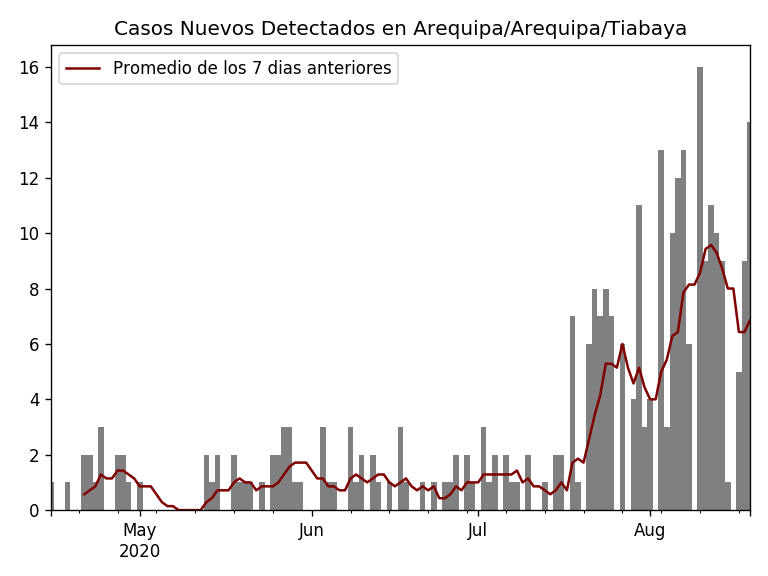 Casos Nuevos Detectados en Arequipa/Arequipa/Tiabaya
Promedio de los 7 dias anteriores
16
14
12
10
8
6
4
2
0
May
2020
Jun
Jul
Aug